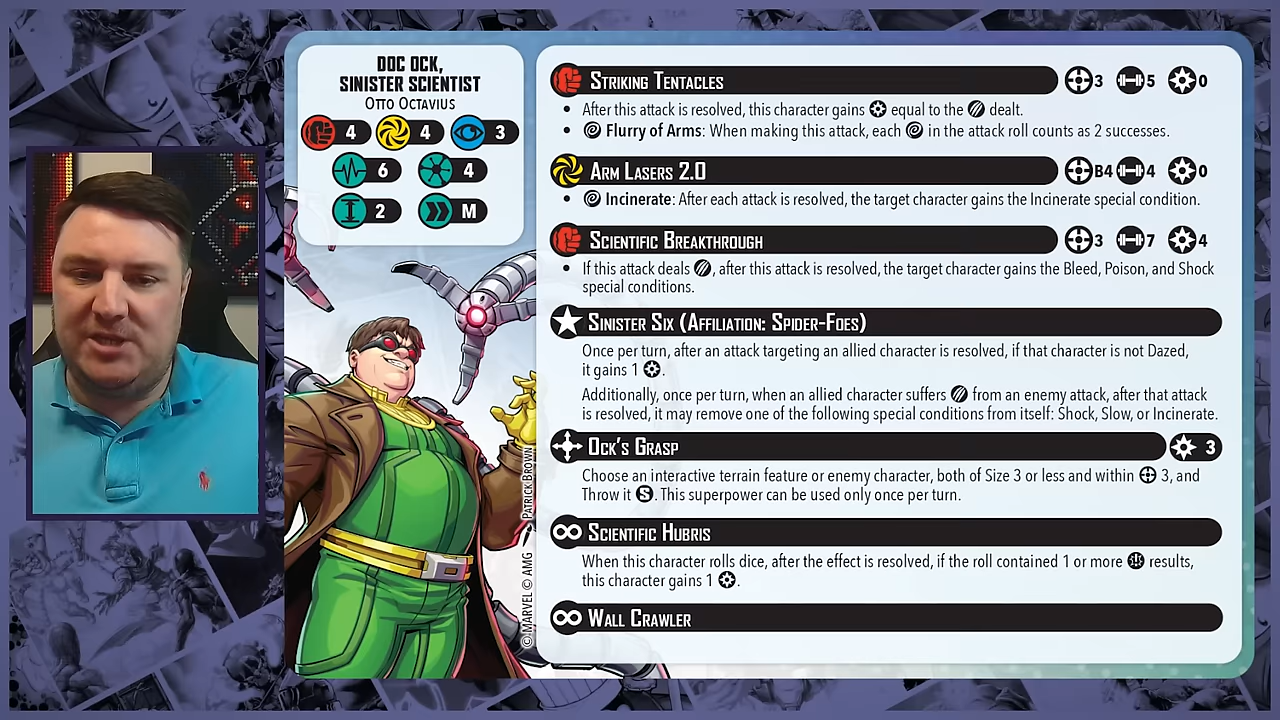 DOC OCK,
SINISTER SCIENTIST
OTTO OCTAVIUS
4 4 3
6 4
2 M
STRIKING TENTACLES 3 5 0
• After this attack is resolved, this character gains equal to the dealt.
• Flurry of Arms: When making this attack, each in the attack roll counts as 2 successes.
ARM LASERS 2.0 B4 4 0
• Incinerate: After each attack is resolved, the target character gains the Incinerate special condition.
SCIENTIFIC BREAKTHROUGH 3 7 4
• If this attack deals , after this attack is resolved, the target character gains the Bleed, Poison, and Shock
special conditions.
SINISTER SIX (AFFILIATION: SPIDER-FOES)
Once per turn, after an attack targeting an allied character is resolved, if that character is not Dazed,
it gains 1 .
Additionally, once per turn, when an allied character suffers from an enemy attack, after that attack
is resolved, it may remove one of the following special conditions from itself: Shock, Slow, or Incinerate.
OCK'S GRASP 3
Choose an interactive terrain feature or enemy character, both of Size 3 or less and within 3, and
Throw it S. This superpower can be used only once per turn.
SCIENTIFIC HUBRIS
When this character rolls dice, after the effect is resolved, if the roll contained 1 or more results,
this character gains 1 .
WALL CRAWLER
© MARVEL © AMG PATRICK BROWN